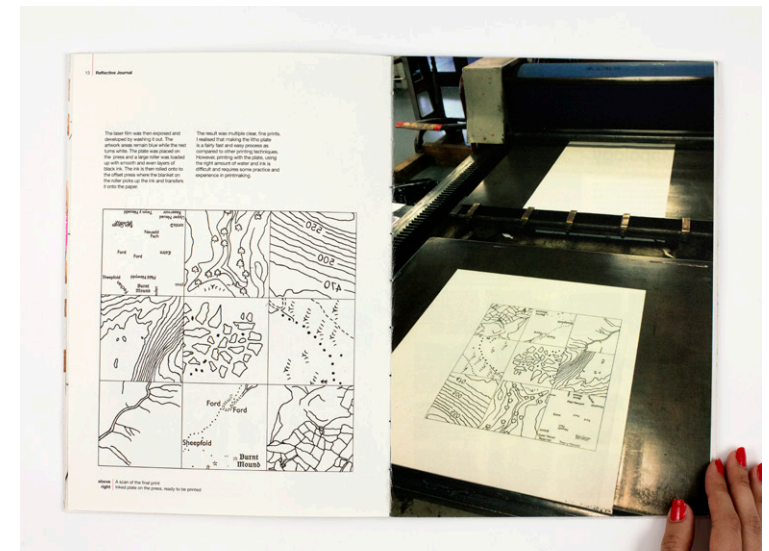 13 Reflective Journal
The laser film was then exposed and
developed by washing it out. The
artwork areas remain blue while the red
turns white. The plate was placed on
the press and a large roller was loaded
up with smooth and even layers of
black ink. The ink is then rolled onto to
the offset press where the blanket on
the roller picks up the ink and transfers
it onto the paper.
The result was multiple clear, fine prints.
I realised that making the litho plate
is a fairly fast and easy process as
compared to other printing techniques.
However, printing with the plate, using
the right amount of water and ink is
difficult and requires some practice and
experience in printmaking.
Ford
Ford
Sheepfold
Burnt
Mound
550
500
470
Ford
Ford
Sheepfold
Burnt
Mound
above A scan of the final print
right Inked plate on the press, ready to be printed